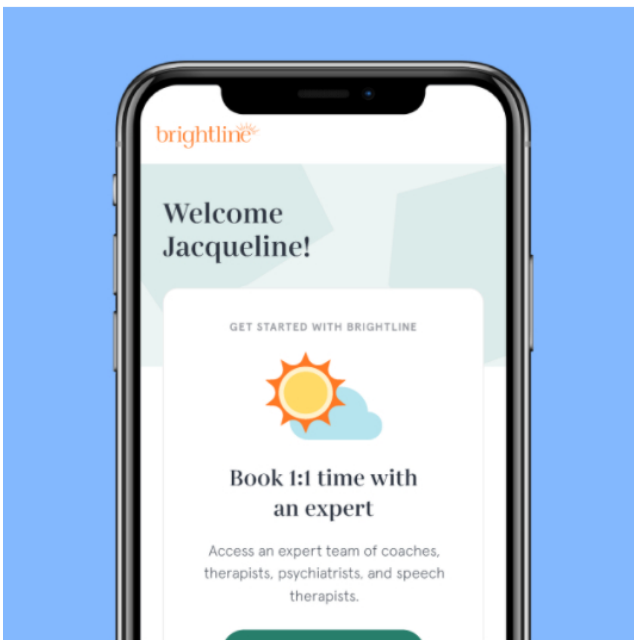 brightline
Welcome
Jacqueline!
GET STARTED WITH BRIGHTLINE
Book 1:1 time with
an expert
Access an expert team of coaches,
therapists, psychiatrists, and speech
therapists.